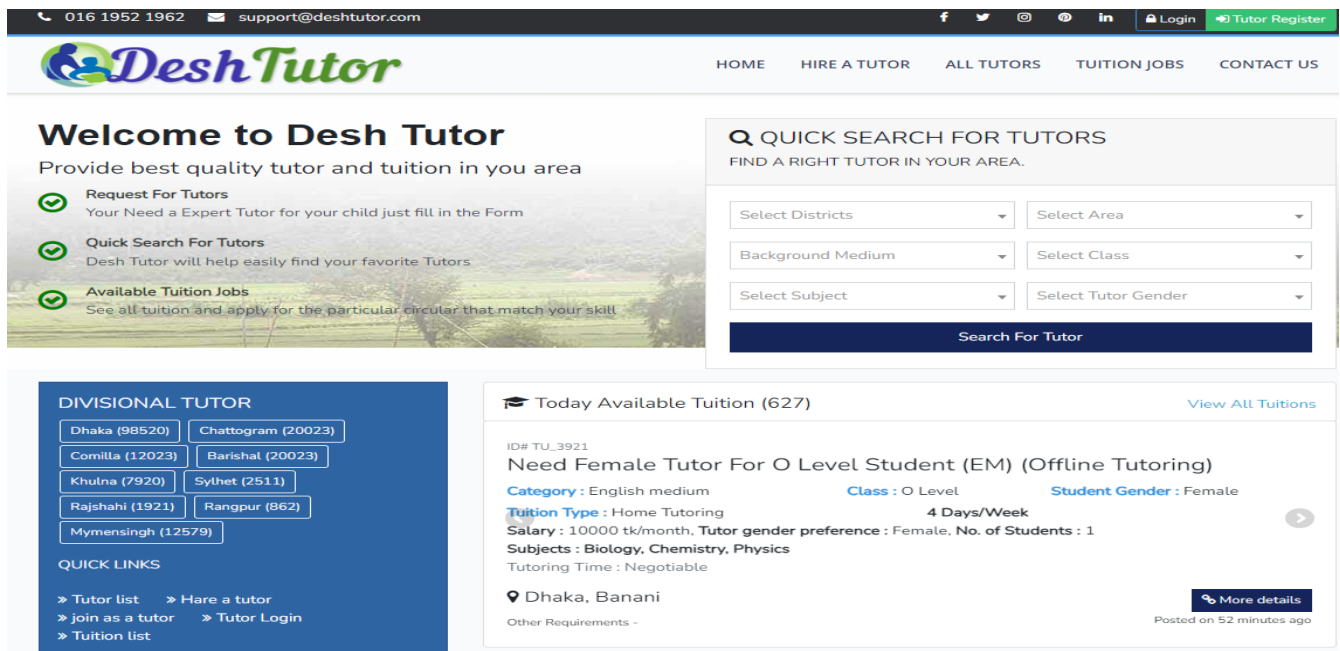 016 1952 1962 support@deshtutor.com Login Tutor Register
DeshTutor
HOME HIRE A TUTOR ALL TUTORS TUITION JOBS CONTACT US
Welcome to Desh Tutor
Provide best quality tutor and tuition in you area
Request For Tutors
Your Need a Expert Tutor for your child just fill in the Form
Quick Search For Tutors
Desh Tutor will help easily find your favorite Tutors
Available Tuition Jobs
See all tuition and apply for the particular circular that match your skill
QUICK SEARCH FOR TUTORS
FIND A RIGHT TUTOR IN YOUR AREA.
Select Districts Select Area
Background Medium Select Class
Select Subject Select Tutor Gender
Search For Tutor
DIVISIONAL TUTOR
Dhaka (98520) Chattogram (20023)
Comilla (12023) Barishal (20023)
Khulna (7920) Sylhet (2511)
Rajshahi (1921) Rangpur (862)
Mymensingh (12579)
QUICK LINKS
» Tutor list » Hare a tutor
» join as a tutor » Tutor Login
» Tuition list
Today Available Tuition (627) View All Tuitions
ID# TU_3921
Need Female Tutor For O Level Student (EM) (Offline Tutoring)
Category : English medium Class : O Level Student Gender : Female
Tuition Type : Home Tutoring 4 Days/Week
Salary : 10000 tk/month, Tutor gender preference : Female, No. of Students : 1
Subjects : Biology, Chemistry, Physics
Tutoring Time : Negotiable
Dhaka, Banani
More details
Other Requirements -
Posted on 52 minutes ago